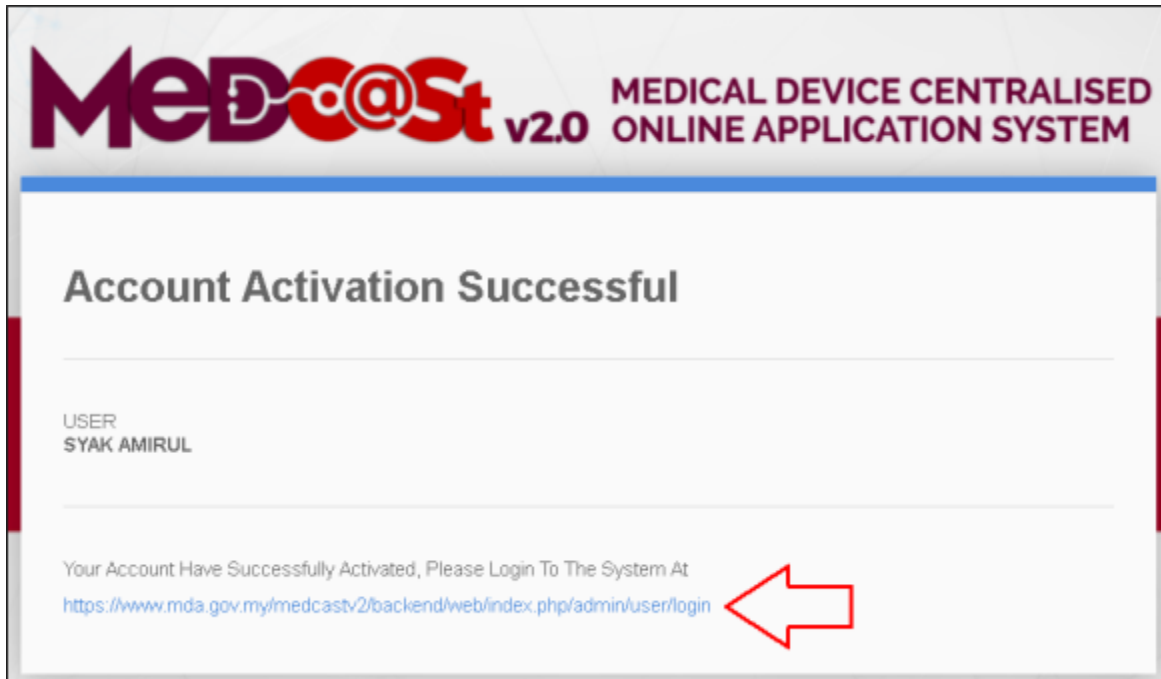 MeDC@St v2.0 MEDICAL DEVICE CENTRALISED
ONLINE APPLICATION SYSTEM
Account Activation Successful
USER
SYAK AMIRUL
Your Account Have Successfully Activated, Please Login To The System At
https://www.mda.gov.my/medcastv2/backend/web/index.php/admin/user/login